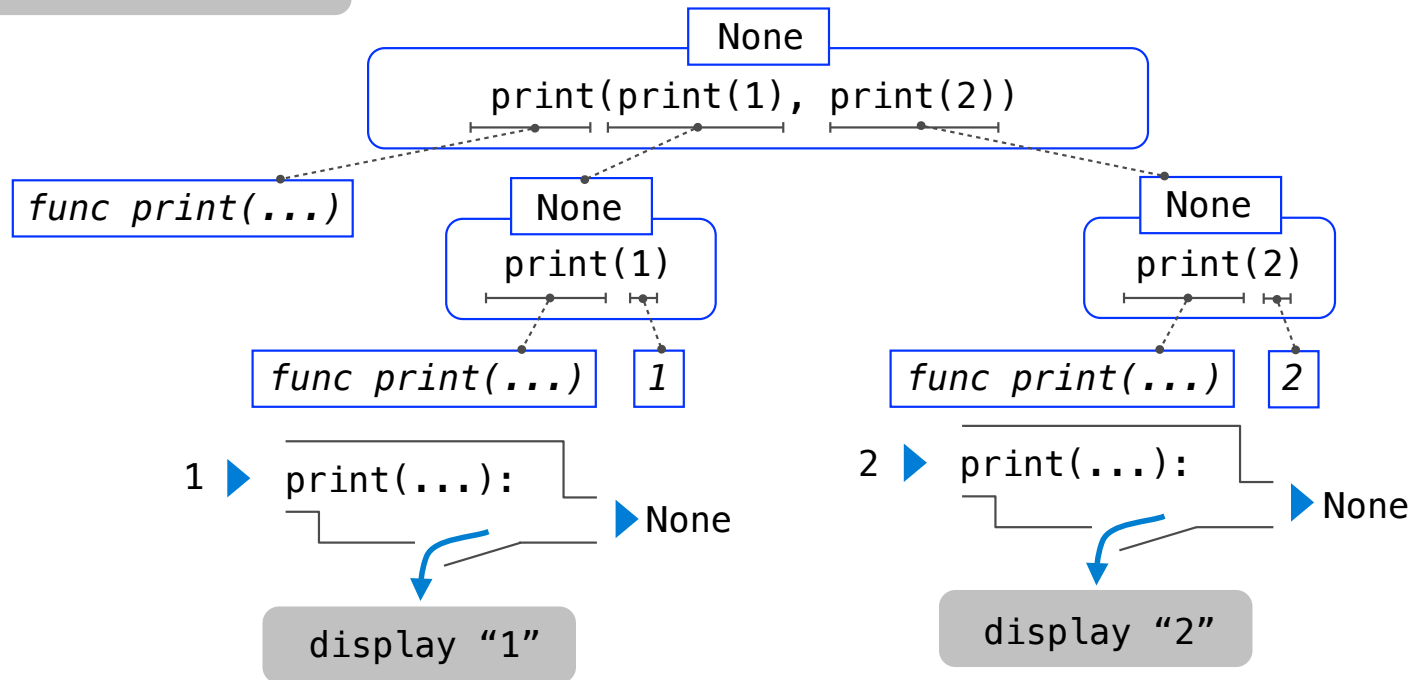 None
print(print(1), print(2))
func print(...)
None
None
print(1)
print(2)
func print(...)
1
func print(...)
2
1
print(...):
None
2
print(...):
None
display “1”
display “2”